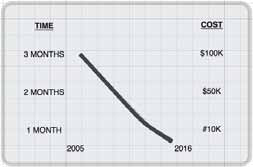 TIME COST
3 MONTHS $100K
2 MONTHS $50K
1 MONTH #10K
2005 2016